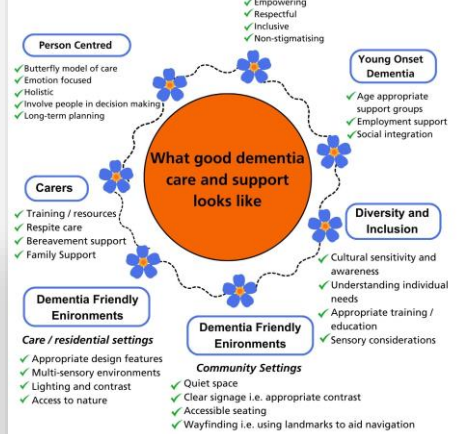 ✓ Empowering
✓ Respectful
✓ Inclusive
✓ Non-stigmatising
Person Centred
✓ Butterfly model of care
✓ Emotion focused
✓ Holistic
✓ Involve people in decision making
✓ Long-term planning
Young Onset
Dementia
✓ Age appropriate
support groups
✓ Employment support
✓ Social integration
What good dementia
care and support
looks like
Carers
✓ Training / resources
✓ Respite care
✓ Bereavement support
✓ Family Support
Diversity and
Inclusion
✓ Cultural sensitivity and
awareness
✓ Understanding individual
needs
✓ Appropriate training /
education
✓ Sensory considerations
Dementia Friendly
Enironments
Care / residential settings
✓ Appropriate design features
✓ Multi-sensory environments
✓ Lighting and contrast
✓ Access to nature
Dementia Friendly
Enironments
Community Settings
✓ Quiet space
✓ Clear signage i.e. appropriate contrast
✓ Accessible seating
✓ Wayfinding i.e. using landmarks to aid navigation